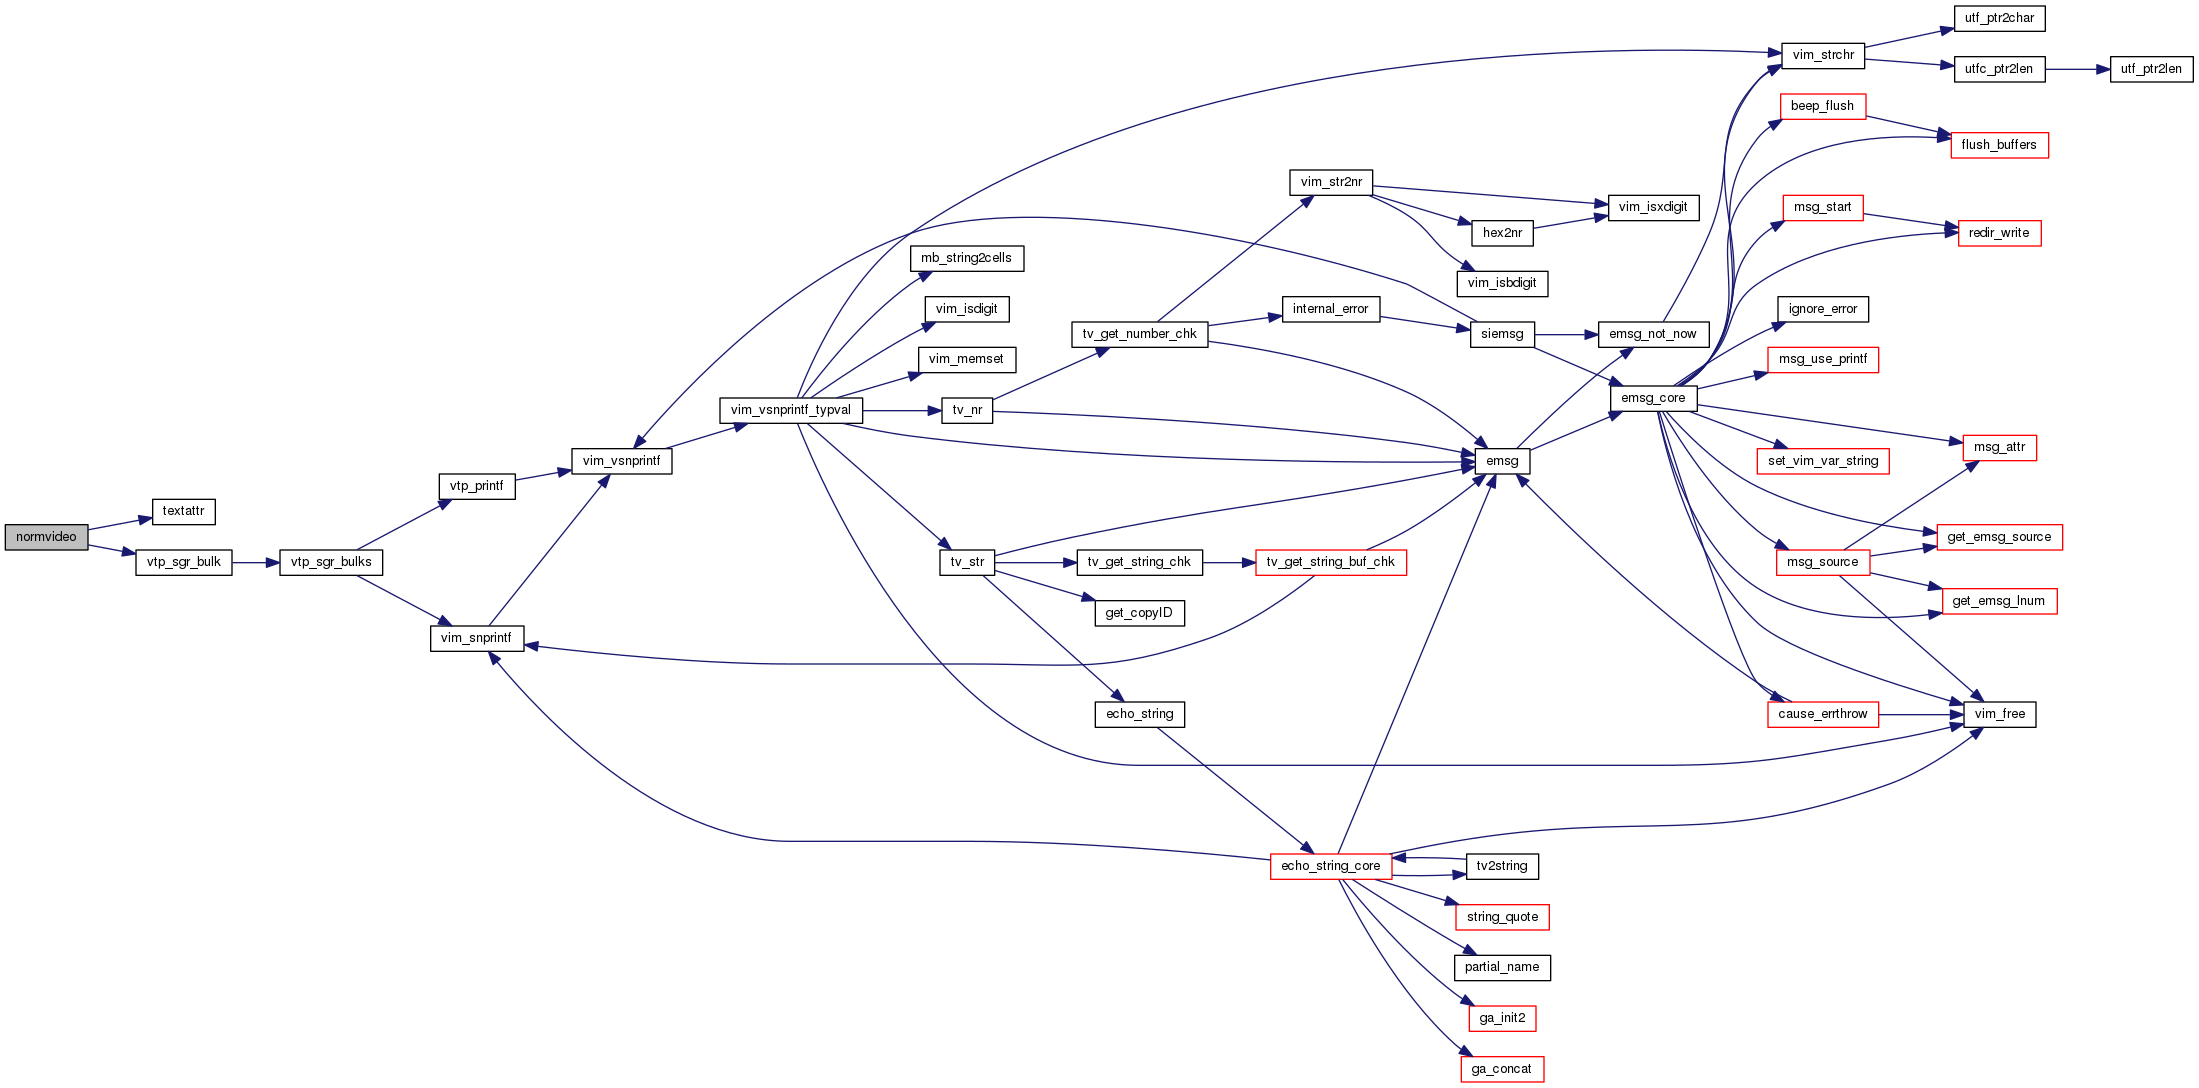 normvideo
textattr
vtp_sgr_bulk
vtp_sgr_bulks
vtp_printf
vim_snprintf
vim_vsnprintf
vim_vsnprintf_typval
mb_string2cells
vim_isdigit
vim_memset
tv_nr
tv_str
tv_get_number_chk
tv_get_string_chk
get_copyID
echo_string
vim_str2nr
internal_error
tv_get_string_buf_chk
echo_string_core
hex2nr
vim_isbdigit
siemsg
emsg
tv2string
string_quote
partial_name
ga_init2
ga_concat
vim_isxdigit
emsg_not_now
emsg_core
vim_strchr
beep_flush
msg_start
ignore_error
msg_use_printf
set_vim_var_string
msg_source
cause_errthrow
utf_ptr2char
utfc_ptr2len
flush_buffers
redir_write
msg_attr
get_emsg_source
get_emsg_lnum
vim_free
utf_ptr2len